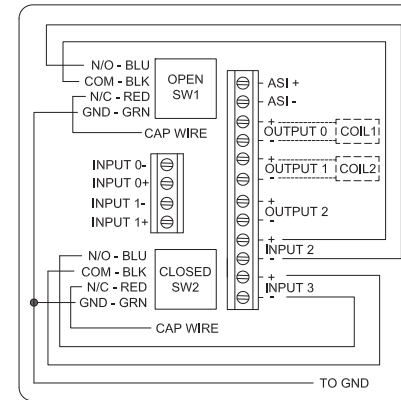 N/O - BLU
COM - BLK
N/C - RED
GND - GRN
CAP WIRE
OPEN
SW1
INPUT 0-
INPUT 0+
INPUT 1-
INPUT 1+
N/O - BLU
COM - BLK
N/C - RED
GND - GRN
CAP WIRE
CLOSED
SW2
ASI +
ASI -
+
OUTPUT 0
-
COIL1
+
OUTPUT 1
-
COIL2
+
OUTPUT 2
-
+
INPUT 2
-
+
INPUT 3
-
TO GND